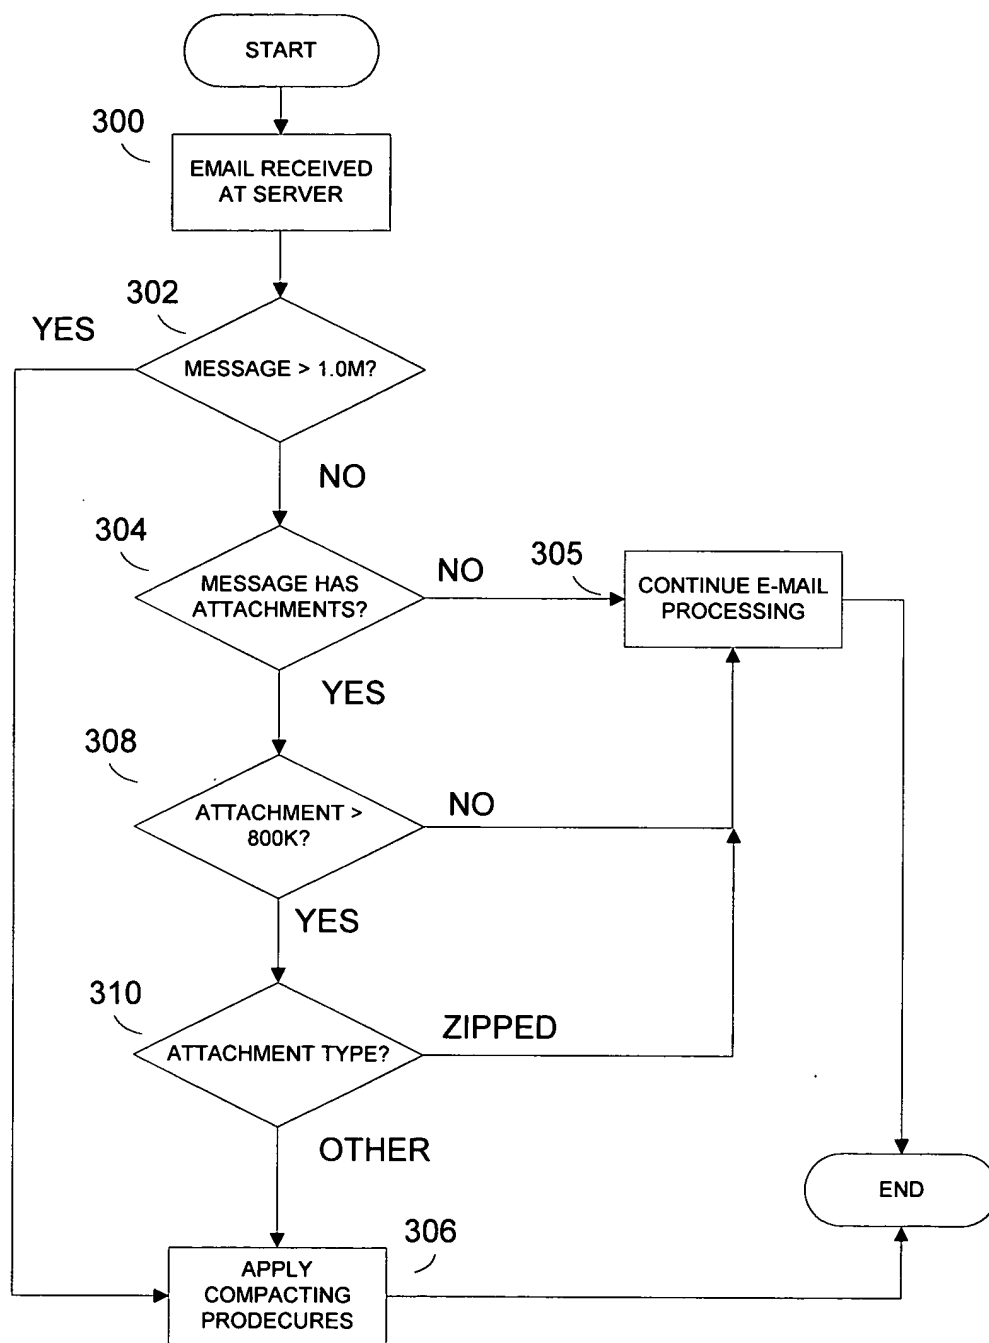 START
300
EMAIL RECEIVED
AT SERVER
302
YES
MESSAGE > 1.0M?
NO
304
MESSAGE HAS
ATTACHMENTS?
NO
305
CONTINUE E-MAIL
PROCESSING
YES
308
ATTACHMENT >
800K?
NO
YES
310
ATTACHMENT TYPE?
ZIPPED
OTHER
END
306
APPLY
COMPACTING
PRODECURES